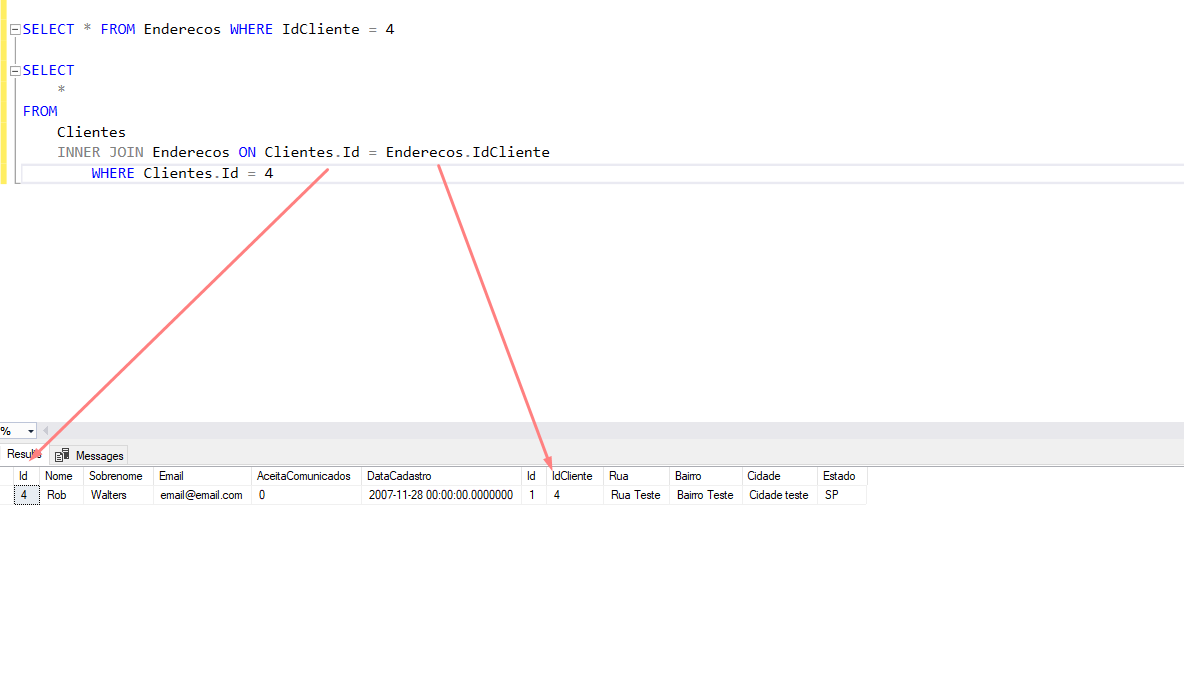 SELECT * FROM Enderecos WHERE IdCliente = 4
SELECT
*
FROM
Clientes
INNER JOIN Enderecos ON Clientes.Id = Enderecos.IdCliente
WHERE Clientes.Id = 4
%
Results Messages
Id Nome Sobrenome Email AceitaComunicados DataCadastro Id IdCliente Rua Bairro Cidade Estado
4 Rob Walters email@email.com 0 2007-11-28 00:00:00.0000000 1 4 Rua Teste Bairro Teste Cidade teste SP